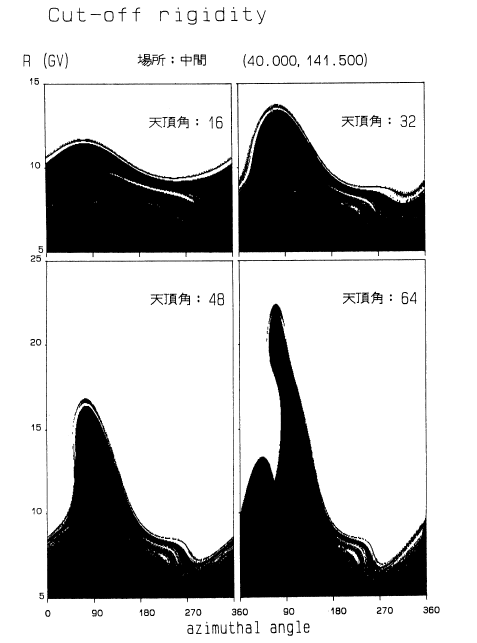 Cut-off rigidity
R (GV) 場所：中間 (40.000, 141.500)
15
天頂角：16 天頂角：32
10
5
25
天頂角：48 天頂角：64
20
15
10
5
0 90 180 270 360 90 180 270 360
azimuthal angle